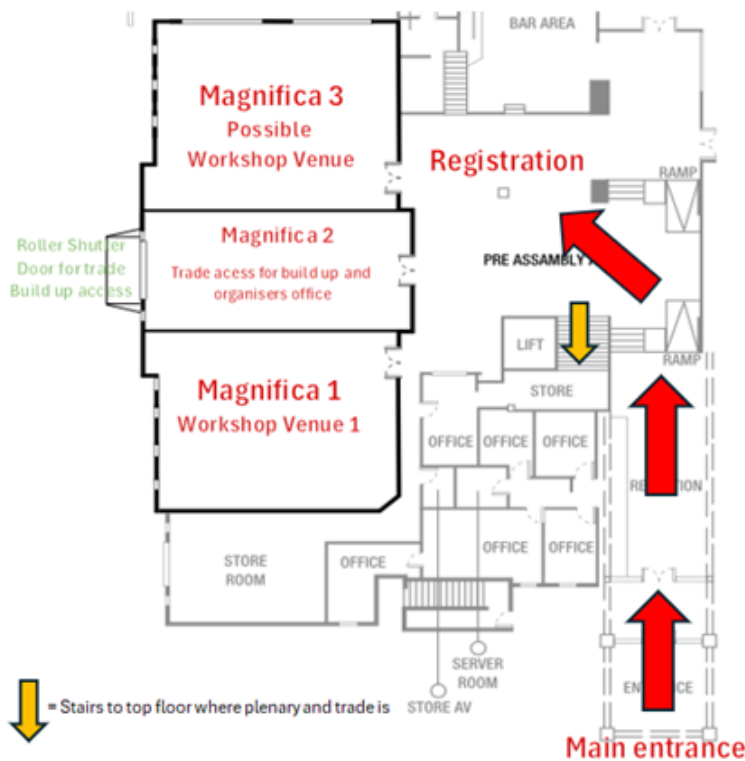 BAR AREA
Magnifica 3
Possible
Workshop Venue
Registration
RAMP
Magnifica 2
Trade acess for build up and
organisers office
Roller Shutter
Door for trade
Build up access
PRE ASSEMBLY
LIFT
RAMP
STORE
Magnifica 1
Workshop Venue 1
OFFICE
OFFICE
OFFICE
OFFICE
OFFICE
STORE
ROOM
OFFICE
SERVER
ROOM
STORE AV
= Stairs to top floor where plenary and trade is
Main entrance